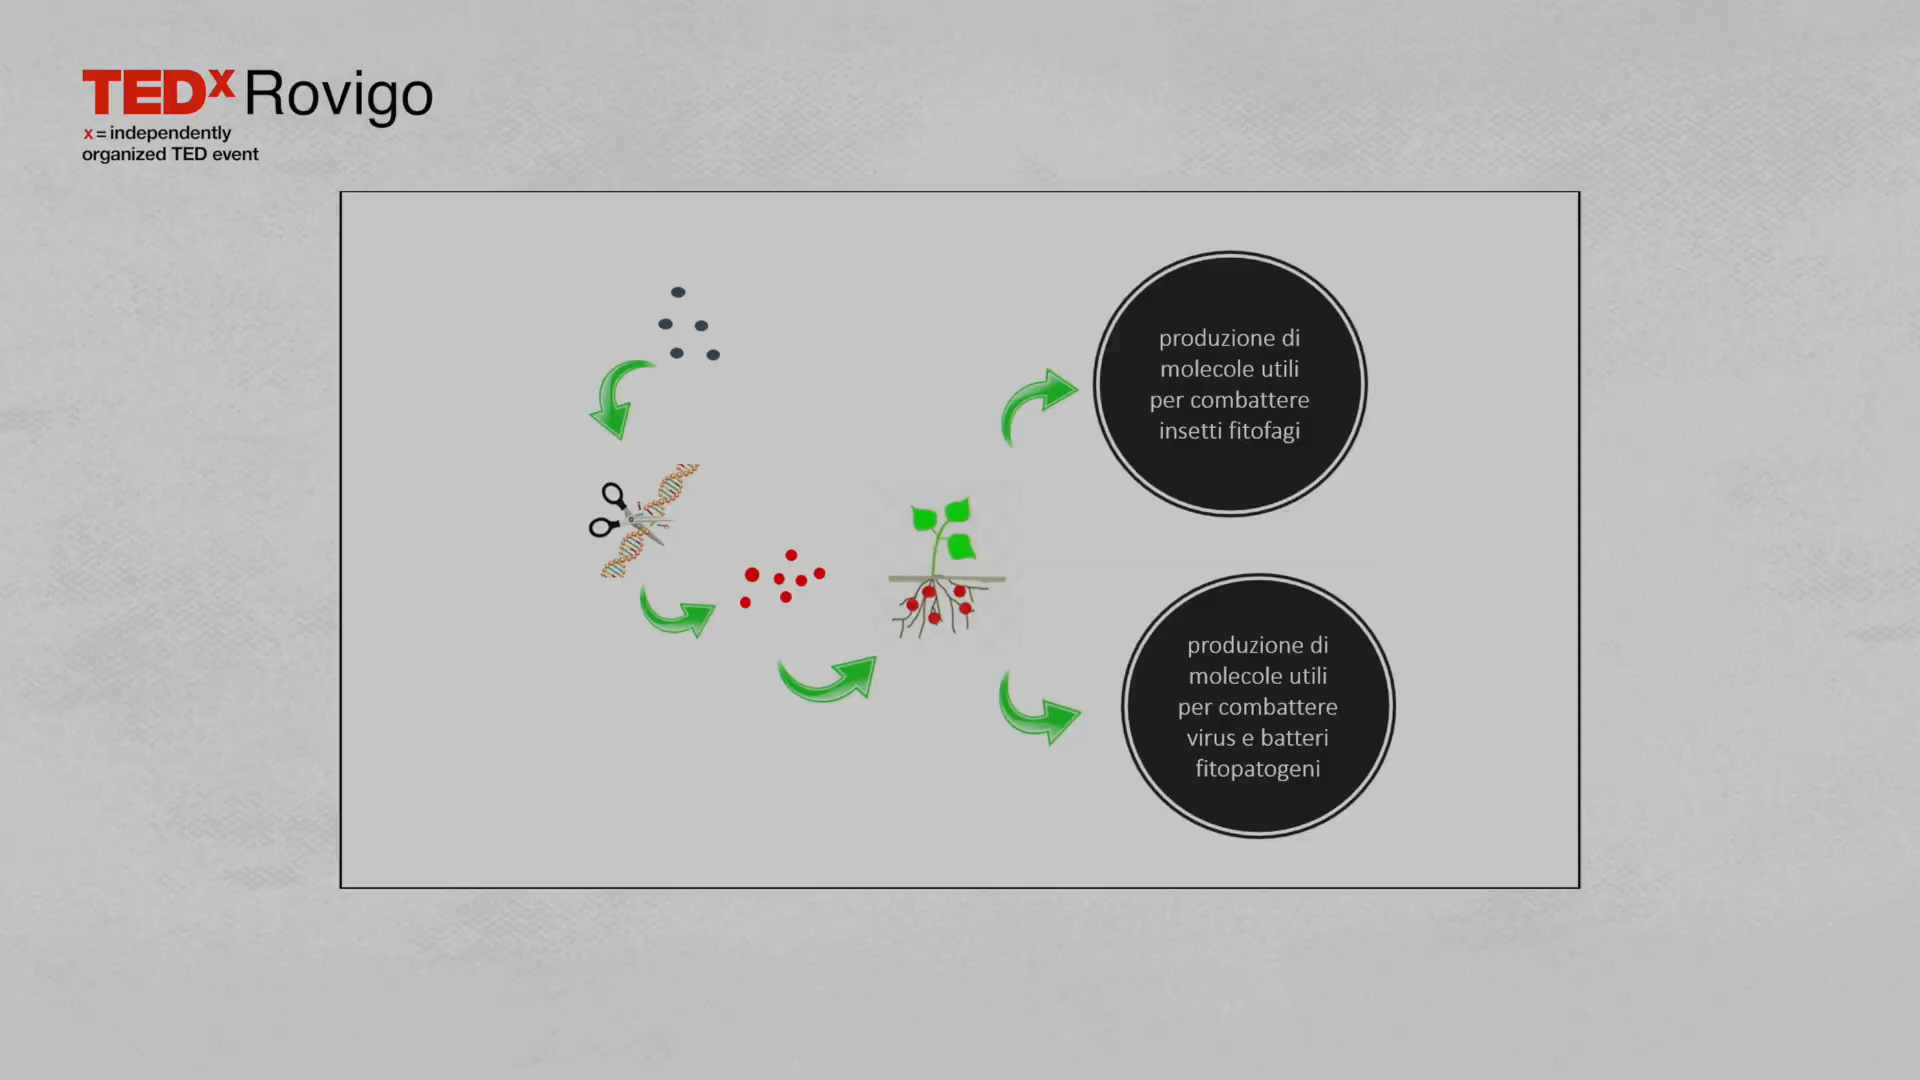 TEDx Rovigo
x = independently
organized TED event
produzione di
molecole utili
per combattere
insetti fitofagi
produzione di
molecole utili
per combattere
virus e batteri
fitopatogeni